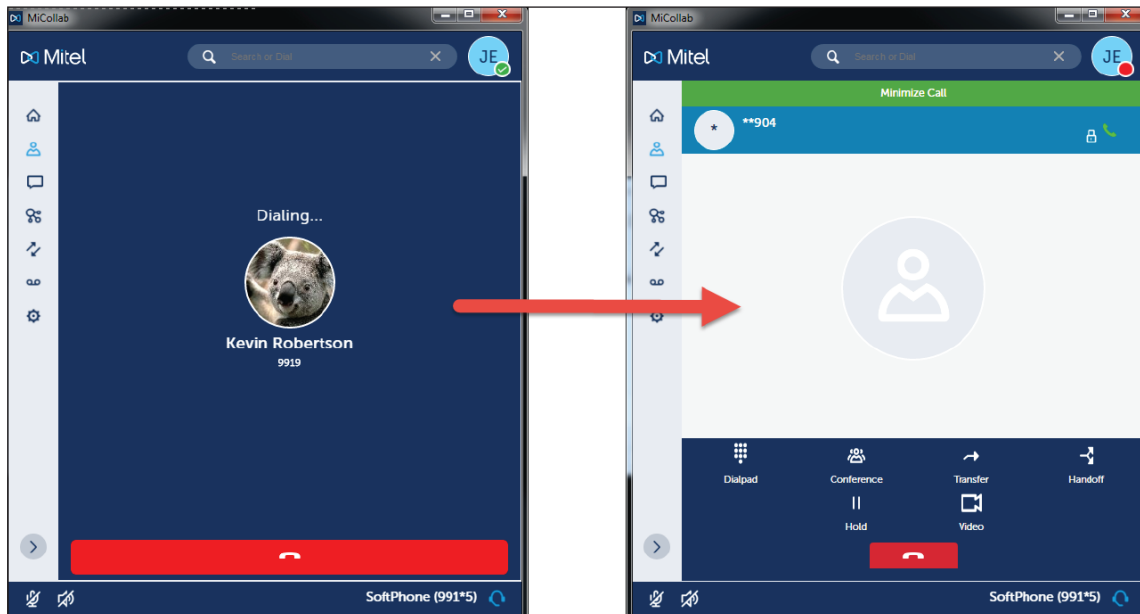 MiCollab
Mitel
Search or Dial
JE
Dialing...
Kevin Robertson
9919
SoftPhone (991*5)
MiCollab
Mitel
Search or Dial
JE
Minimize Call
*
**904
Dialpad
Conference
Transfer
Handoff
Hold
Video
SoftPhone (991*5)